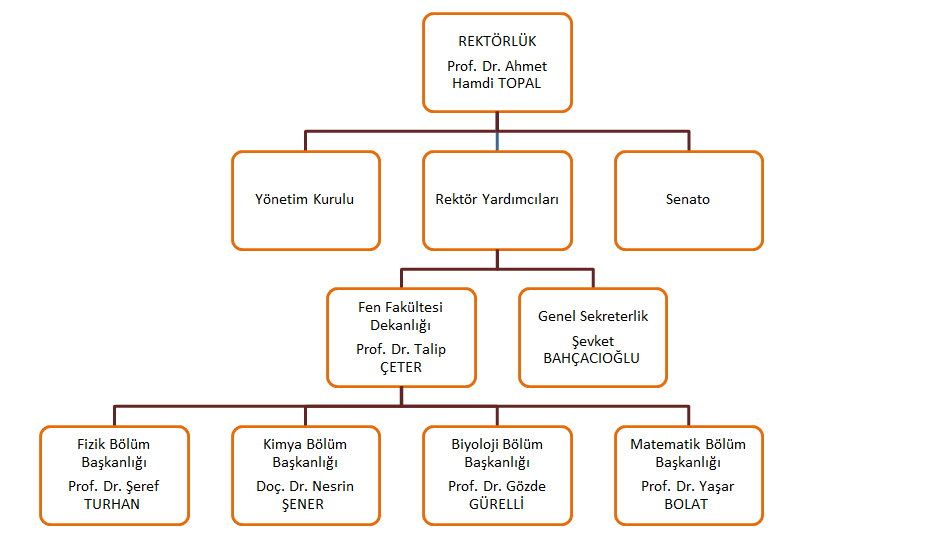 REKTÖRLÜK
Prof. Dr. Ahmet
Hamdi TOPAL
Yönetim Kurulu
Rektör Yardımcıları
Senato
Fen Fakültesi
Dekanlığı
Prof. Dr. Talip
ÇETER
Genel Sekreterlik
Şevket
BAHÇACIOĞLU
Fizik Bölüm
Başkanlığı
Prof. Dr. Şeref
TURHAN
Kimya Bölüm
Başkanlığı
Doç. Dr. Nesrin
ŞENER
Biyoloji Bölüm
Başkanlığı
Prof. Dr. Gözde
GÜRELLİ
Matematik Bölüm
Başkanlığı
Prof. Dr. Yaşar
BOLAT